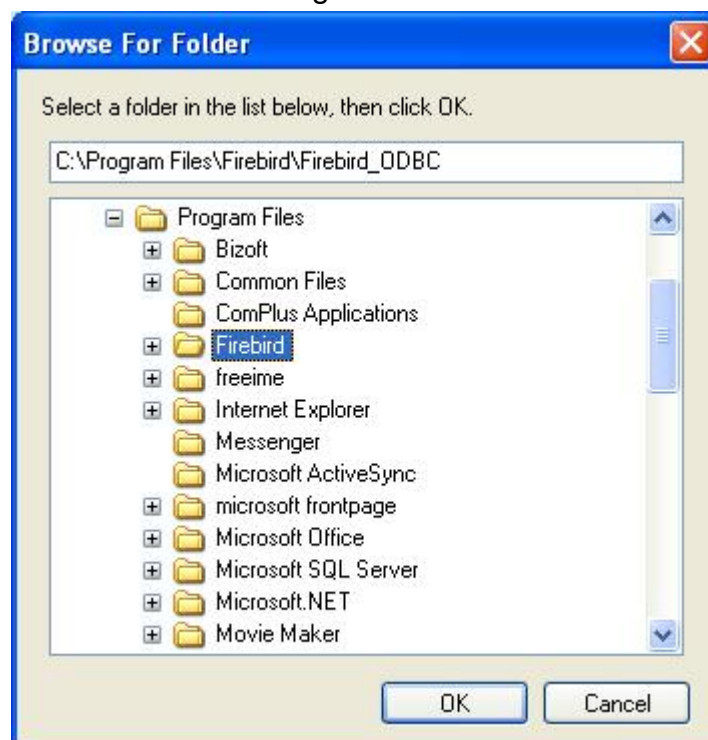 Browse For Folder
Select a folder in the list below, then click OK.
C:\Program Files\Firebird\Firebird_ODBC
Program Files
Bizoft
Common Files
ComPlus Applications
Firebird
freeime
Internet Explorer
Messenger
Microsoft ActiveSync
microsoft frontpage
Microsoft Office
Microsoft SQL Server
Microsoft.NET
Movie Maker
OK Cancel